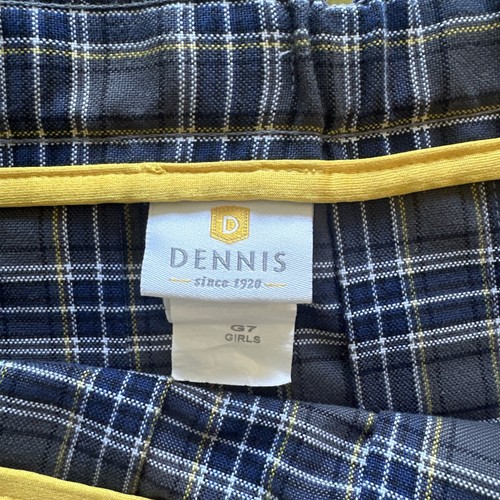 D
DENNIS
since 1920
G7
GIRLS